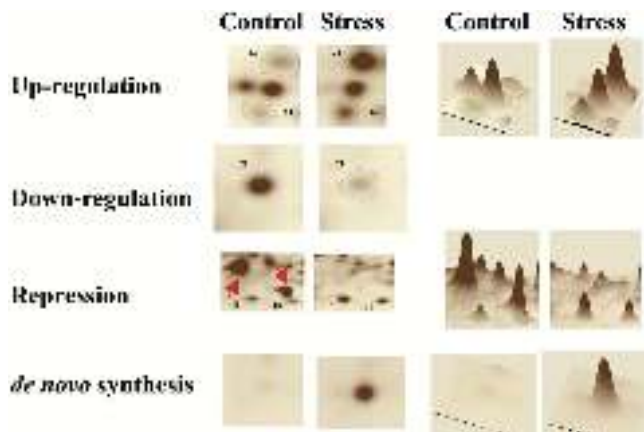 Control Stress Control Stress
Up-regulation
Down-regulation
Repression
de novo synthesis